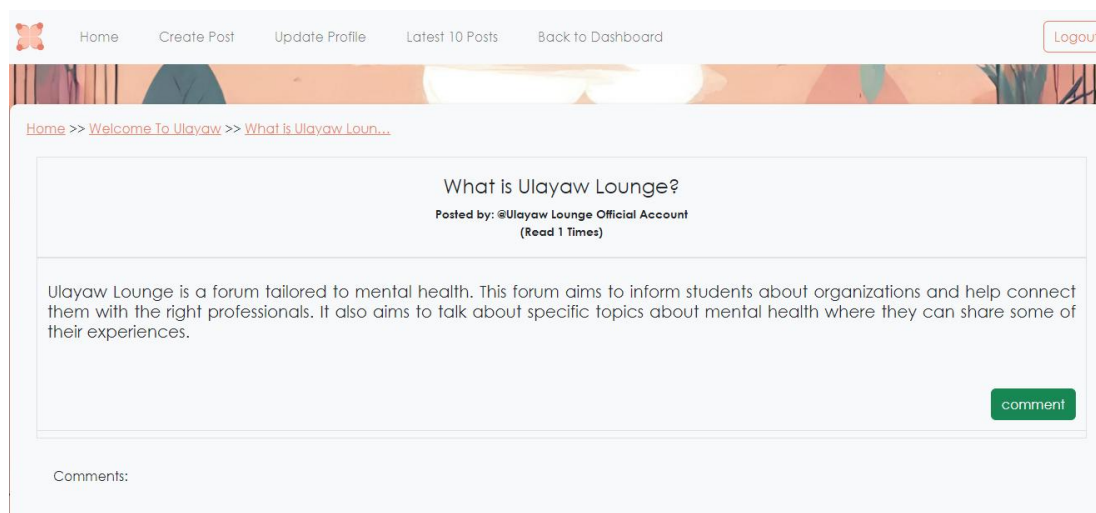 Home Create Post Update Profile Latest 10 Posts Back to Dashboard Logout
Home >> Welcome To Ulayaw >> What is Ulayaw Loun...
What is Ulayaw Lounge?
Posted by: @Ulayaw Lounge Official Account
(Read 1 Times)
Ulayaw Lounge is a forum tailored to mental health. This forum aims to inform students about organizations and help connect
them with the right professionals. It also aims to talk about specific topics about mental health where they can share some of
their experiences.
comment
Comments: